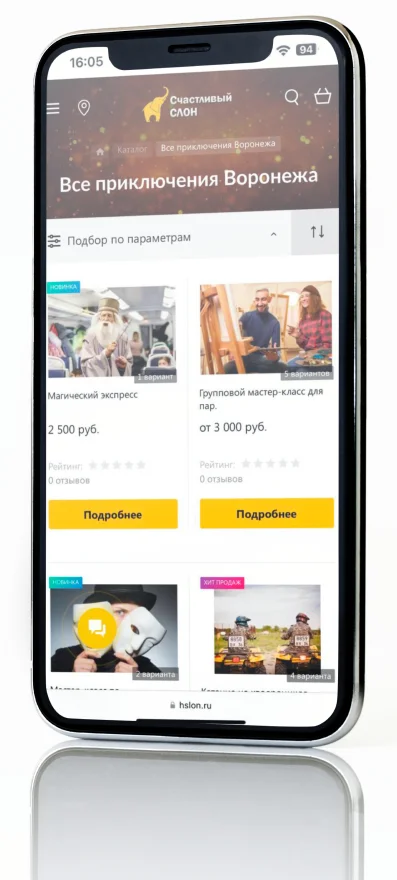 16:05
94
Счастливый
слон
Каталог
Все приключения Воронежа
Все приключения Воронежа
Подбор по параметрам
НОВИНКА
1 вариант
5 вариантов
Магический экспресс
Групповой мастер-класс для
пар.
2 500 руб.
от 3 000 руб.
Рейтинг:
Рейтинг:
0 отзывов
0 отзывов
Подробнее
Подробнее
НОВИНКА
ХИТ ПРОДАЖ
2 варианта
4 варианта
hslon.ru